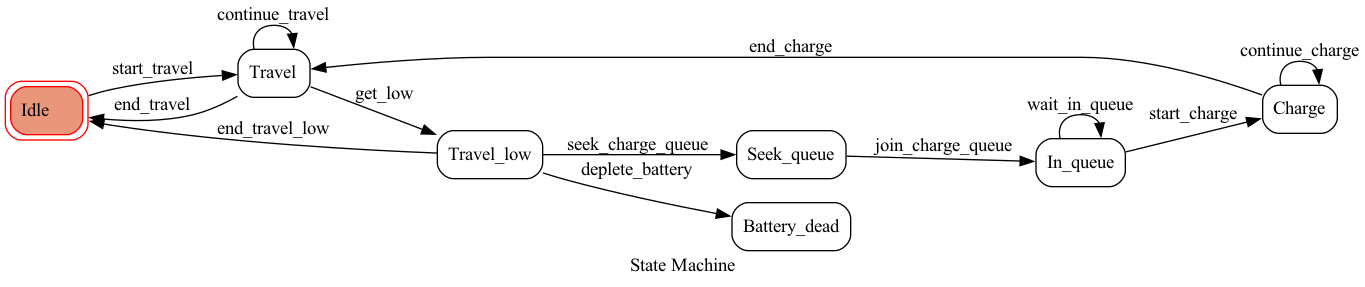 continue_travel
end_charge
continue_charge
start_travel
Travel
Idle
end_travel
get_low
wait_in_queue
start_charge
Charge
end_travel_low
Travel_low
seek_charge_queue
Seek_queue
join_charge_queue
In_queue
deplete_battery
Battery_dead
State Machine